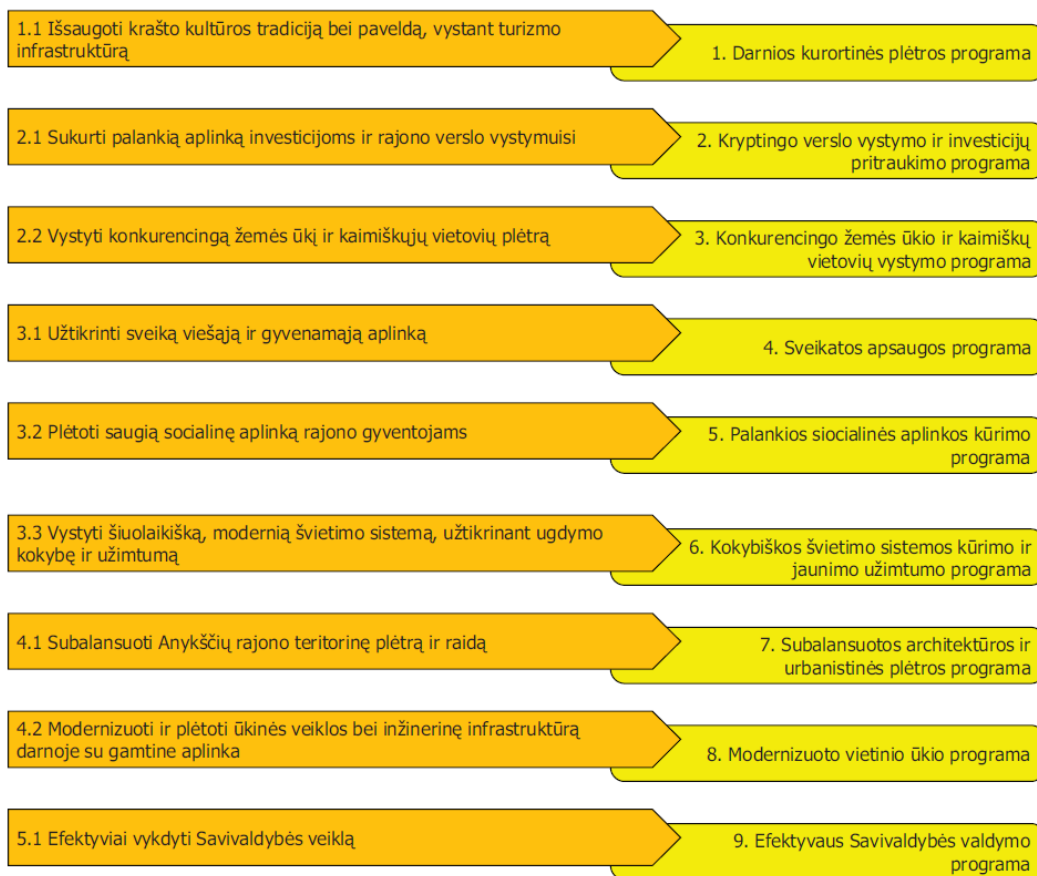 1.1 Išsaugoti krašto kultūros tradiciją bei paveldą, vystant turizmo
infrastruktūrą
1. Darnios kurortinės plėtros programa
2.1 Sukurti palankią aplinką investicijoms ir rajono verslo vystymuisi
2. Kryptingo verslo vystymo ir investicijų
pritraukimo programa
2.2 Vystyti konkurencingą žemės ūkį ir kaimiškųjų vietovių plėtrą
3. Konkurencingo žemės ūkio ir kaimiškų
vietovių vystymo programa
3.1 Užtikrinti sveiką viešąją ir gyvenamąją aplinką
4. Sveikatos apsaugos programa
3.2 Plėtoti saugią socialinę aplinką rajono gyventojams
5. Palankios siocialinės aplinkos kūrimo
programa
3.3 Vystyti šiuolaikišką, modernią švietimo sistemą, užtikrinant ugdymo
kokybę ir užimtumą
6. Kokybiškos švietimo sistemos kūrimo ir
jaunimo užimtumo programa
4.1 Subalansuoti Anykščių rajono teritorinę plėtrą ir raidą
7. Subalansuotos architektūros ir
urbanistinės plėtros programa
4.2 Modernizuoti ir plėtoti ūkinės veiklos bei inžinerinę infrastruktūrą
darnoje su gamtine aplinka
8. Modernizuoto vietinio ūkio programa
5.1 Efektyviai vykdyti Savivaldybės veiklą
9. Efektyvaus Savivaldybės valdymo
programa